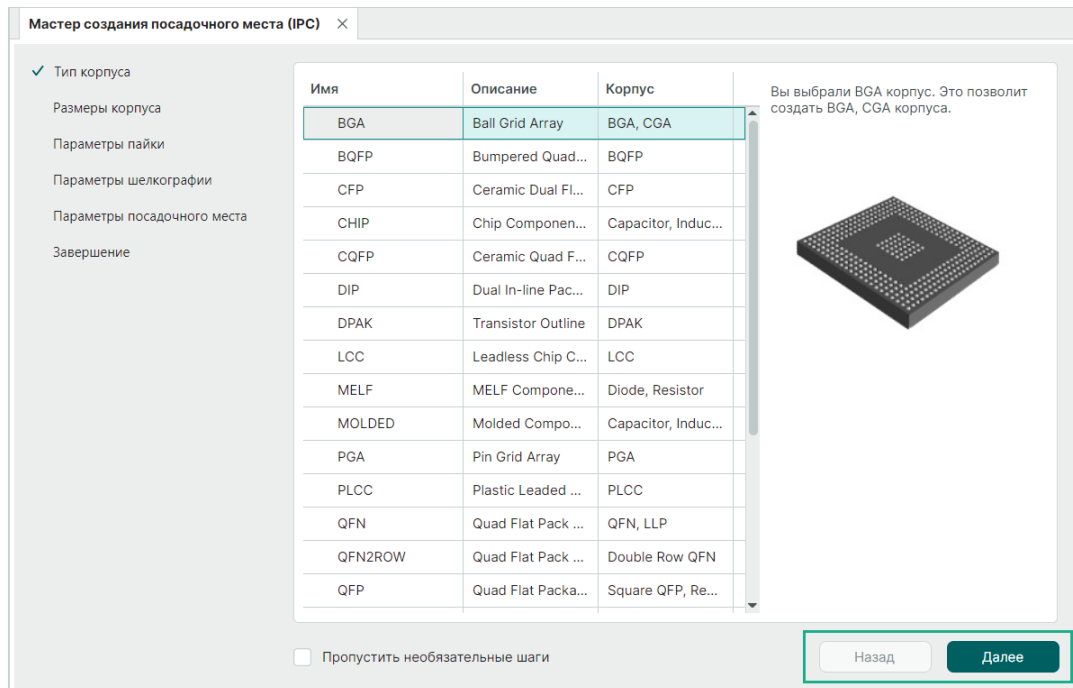 Мастер создания посадочного места (IPC)
Тип корпуса
Размеры корпуса
Параметры пайки
Параметры шелкографии
Параметры посадочного места
Завершение
Имя Описание Корпус
BGA Ball Grid Array BGA, CGA
BQFP Bumpered Quad... BQFP
CFP Ceramic Dual Fl... CFP
CHIP Chip Componen... Capacitor, Induc...
CQFP Ceramic Quad F... CQFP
DIP Dual In-line Pac... DIP
DPAK Transistor Outline DPAK
LCC Leadless Chip C... LCC
MELF MELF Compone... Diode, Resistor
MOLDED Molded Compo... Capacitor, Induc...
PGA Pin Grid Array PGA
PLCC Plastic Leaded ... PLCC
QFN Quad Flat Pack ... QFN, LLP
QFN2ROW Quad Flat Pack ... Double Row QFN
QFP Quad Flat Packa... Square QFP, Re...
Вы выбрали BGA корпус. Это позволит
создать BGA, CGA корпуса.
Пропустить необязательные шаги
Назад Далее